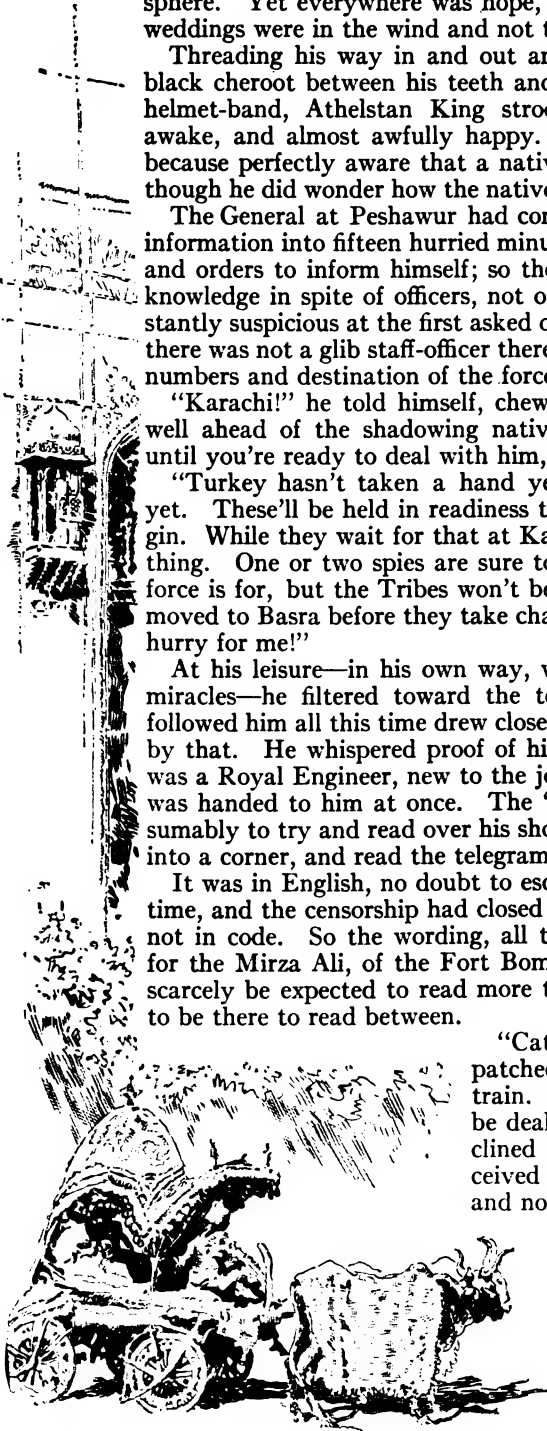 sphere. Yet everywhere was hope,
weddings were in the wind and not t
Threading his way in and out a
black cheroot between his teeth and
helmet-band, Athelstan King stro
awake, and almost awfully happy.
because perfectly aware that a nati
though he did wonder how the native
The General at Peshawur had con
information into fifteen hurried minu
and orders to inform himself; so the
knowledge in spite of officers, not o
stantly suspicious at the first asked
there was not a glib staff-officer there
numbers and destination of the force
"Karachi!" he told himself, chew
well ahead of the shadowing nativ
until you're ready to deal with him,
"Turkey hasn't taken a hand ye
yet. These'll be held in readiness t
gin. While they wait for that at Ka
thing. One or two spies are sure to
force is for, but the Tribes won't be
moved to Basra before they take cha
hurry for me!"
At his leisure—in his own way, v
miracles—he filtered toward the t
followed him all this time drew close
by that. He whispered proof of hi
was a Royal Engineer, new to the j
was handed to him at once. The "
sumably to try and read over his sho
into a corner, and read the telegram
It was in English, no doubt to esc
time, and the censorship had closed
not in code. So the wording, all t
for the Mirza Ali, of the Fort Bom
scarcely be expected to read more t
to be there to read between.
"Cat
patche
train.
be deal
clined
ceived
and no